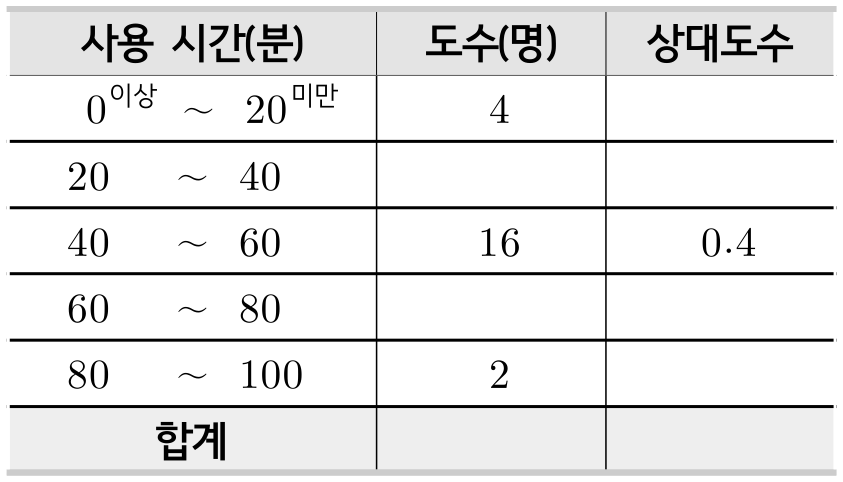 사용 시간(분) 도수(명) 상대도수
0이상 ~ 20미만 4
20 ~ 40
40 ~ 60 16 0.4
60 ~ 80
80 ~ 100 2
합계